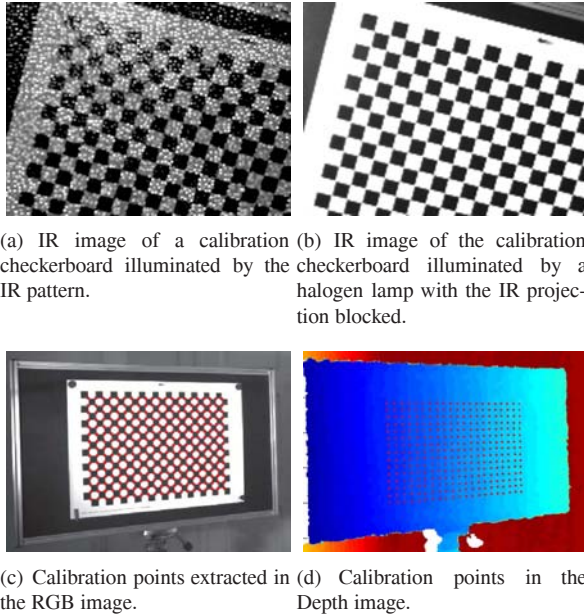 (a) IR image of a calibration
checkerboard illuminated by the
IR pattern.
(b) IR image of the calibration
checkerboard illuminated by a
halogen lamp with the IR projec-
tion blocked.
(c) Calibration points extracted in
the RGB image.
(d) Calibration points in the
Depth image.